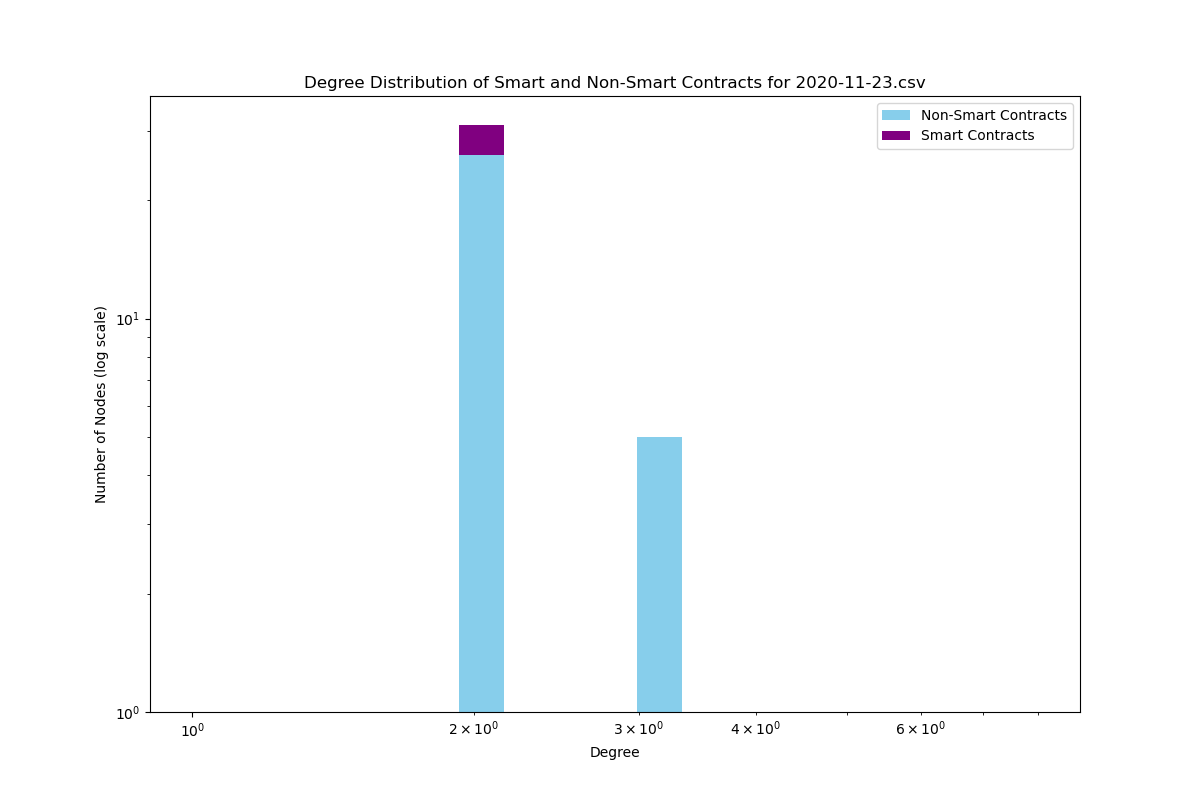 Degree Distribution of Smart and Non-Smart Contracts for 2020-11-23.csv
Non-Smart Contracts
Smart Contracts
Number of Nodes (log scale)
10¹
10⁰
10⁰
2 × 10⁰
3 × 10⁰
4 × 10⁰
6 × 10⁰
Degree